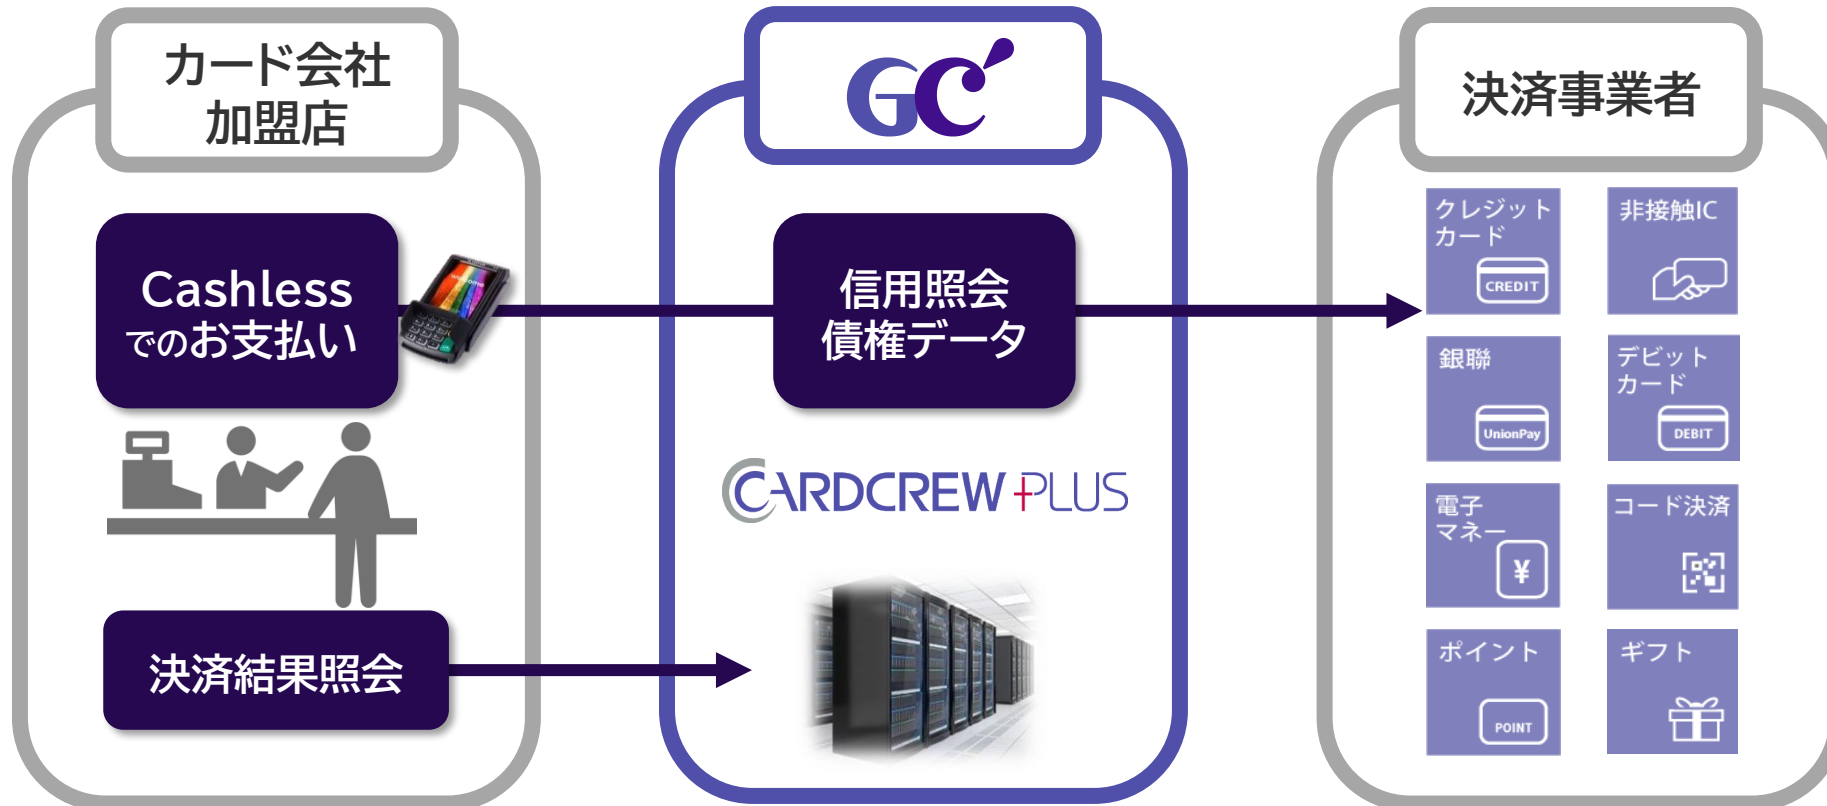 カード会社
加盟店
GC
決済事業者
Cashless
でのお支払い
welcome
信用照会
債権データ
クレジット
カード
CREDIT
非接触IC
銀聯
UnionPay
デビット
カード
DEBIT
CARDCREW PLUS
電子
マネー
¥
コード決済
決済結果照会
ポイント
POINT
ギフト